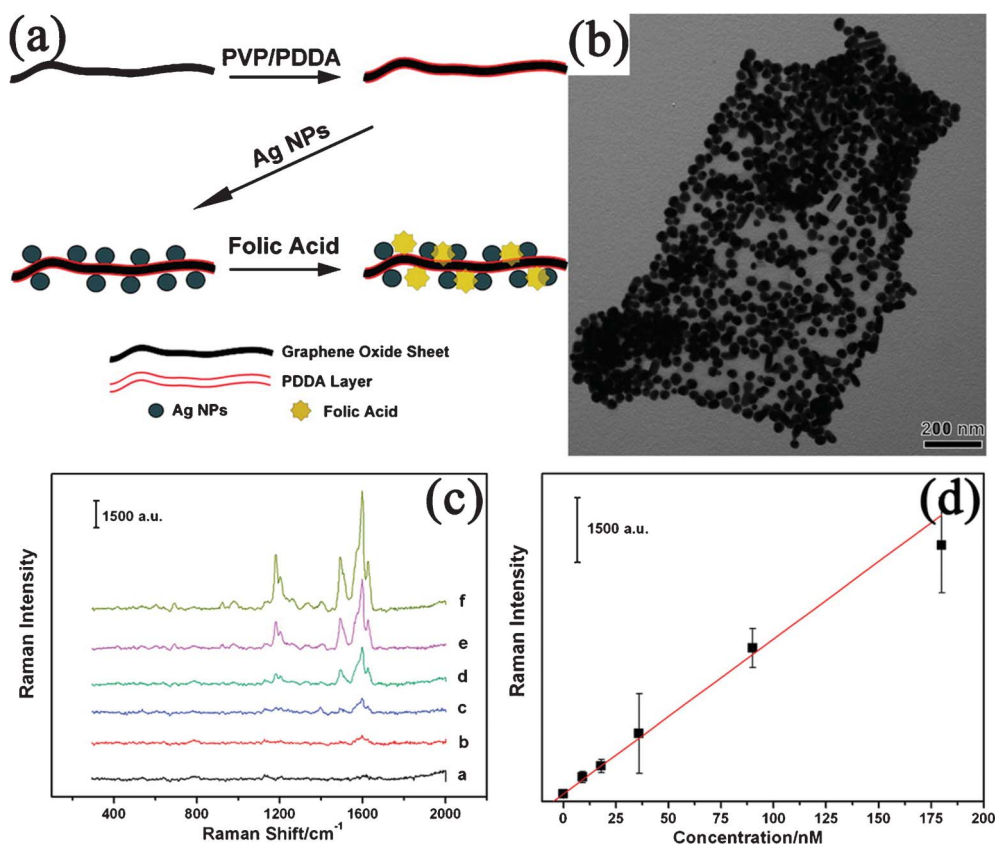 (a)
PVP/PDDA
Ag NPs
Folic Acid
Graphene Oxide Sheet
PDDA Layer
Ag NPs
Folic Acid
(b)
200 nm
(c)
1500 a.u.
f
e
d
c
b
a
400 800 1200 1600 2000
Raman Shift/cm-1
Raman Intensity
(d)
1500 a.u.
0 25 50 75 100 125 150 175 200
Concentration/nM
Raman Intensity